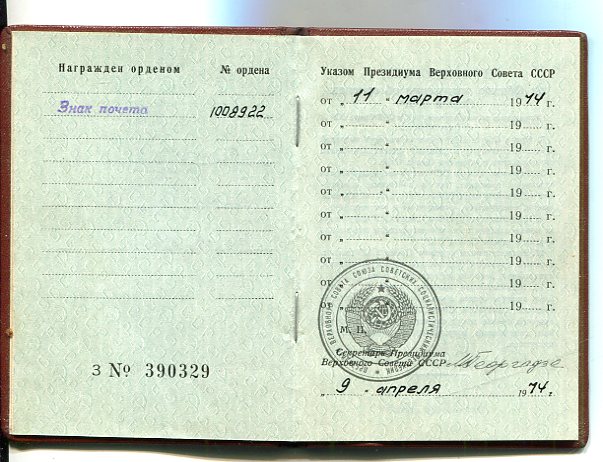 Награжден орденом
№ ордена
Знак почета
1008922
З № 390329
Указом Президиума Верховного Совета СССР
от „ 11 “ марта 1974 г.
от „ “ 19 г.
от „ “ 19 г.
от „ “ 19 г.
от „ “ 19 г.
от „ “ 19 г.
от „ “ 19 г.
от „ “ 19 г.
от „ “ 19 г.
от „ “ 19 г.
М. П.
Секретарь Президиума
Верховного Совета СССР МГеоргадзе
„ 9 “ апреля 1974 г.